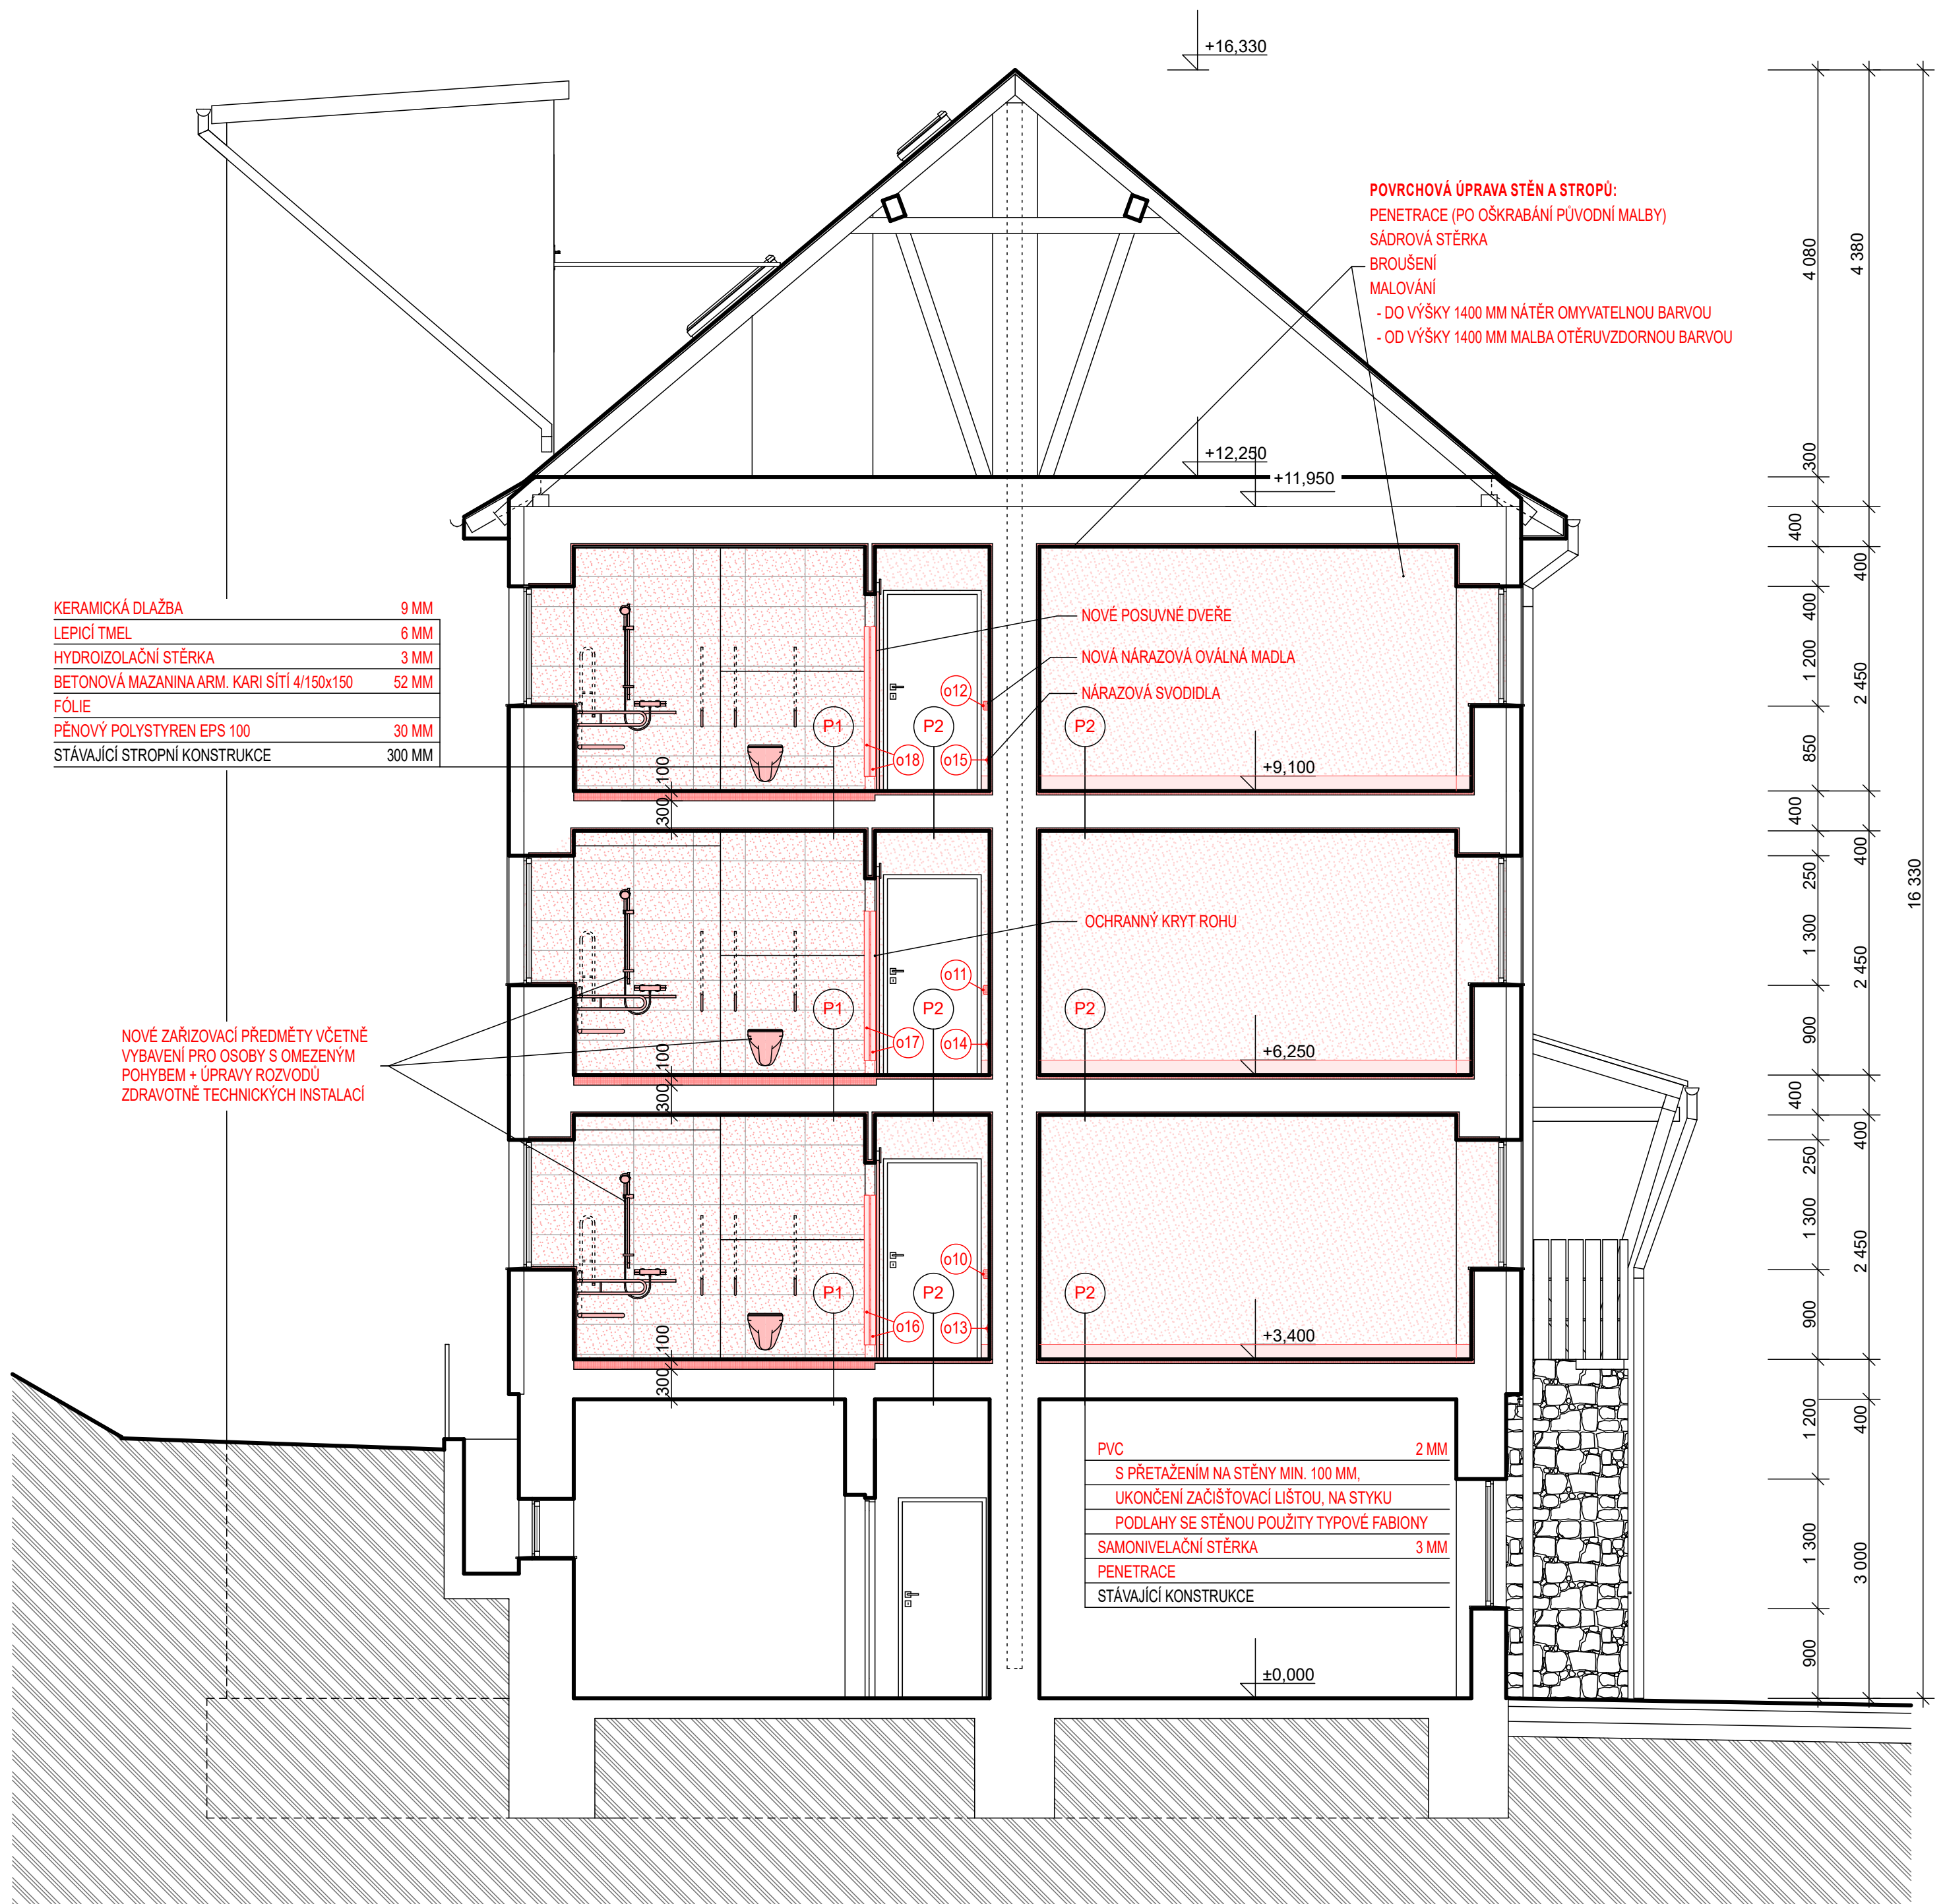 +16,330
POVRCHOVÁ ÚPRAVA STĚN A STROPŮ:
PENETRACE (PO OŠKRABÁNÍ PŮVODNÍ MALBY)
SÁDROVÁ STĚRKA
BROUŠENÍ
MALOVÁNÍ
- DO VÝŠKY 1400 MM NÁTĚR OMYVATELNOU BARVOU
- OD VÝŠKY 1400 MM MALBA OTĚRUVZDORNOU BARVOU
+12,250
+11,950
KERAMICKÁ DLAŽBA 9 MM
LEPICÍ TMEL 6 MM
HYDROIZOLAČNÍ STĚRKA 3 MM
BETONOVÁ MAZANINA ARM. KARI SÍTÍ 4/150x150 52 MM
FÓLIE
PĚNOVÝ POLYSTYREN EPS 100 30 MM
STÁVAJÍCÍ STROPNÍ KONSTRUKCE 300 MM
NOVÉ POSUVNÉ DVEŘE
NOVÁ NÁRAZOVÁ OVÁLNÁ MADLA
NÁRAZOVÁ SVODIDLA
o12
P1
P2
P2
o18
o15
+9,100
100
300
OCHRANNÝ KRYT ROHU
o11
P1
P2
P2
o17
o14
+6,250
100
300
NOVÉ ZAŘIZOVACÍ PŘEDMĚTY VČETNĚ
VYBAVENÍ PRO OSOBY S OMEZENÝM
POHYBEM + ÚPRAVY ROZVODŮ
ZDRAVOTNĚ TECHNICKÝCH INSTALACÍ
o10
P1
P2
P2
o16
o13
+3,400
100
300
PVC 2 MM
S PŘETAŽENÍM NA STĚNY MIN. 100 MM,
UKONČENÍ ZAČIŠŤOVACÍ LIŠTOU, NA STYKU
PODLAHY SE STĚNOU POUŽITY TYPOVÉ FABIONY
SAMONIVELAČNÍ STĚRKA 3 MM
PENETRACE
STÁVAJÍCÍ KONSTRUKCE
±0,000
4 080
300
400
400
1 200
850
400
250
1 300
900
400
250
1 300
900
1 200
1 300
900
4 380
400
2 450
400
2 450
400
2 450
400
3 000
16 330